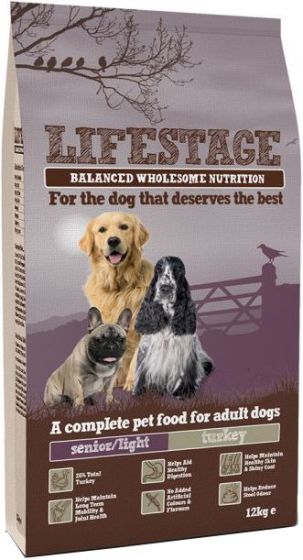 LIFESTAGE
BALANCED WHOLESOME NUTRITION
For the dog that deserves the best
A complete pet food for adult dogs
senior/light turkey
26% Total
Turkey
Helps Aid
Healthy
Digestion
Helps Maintain
Healthy Skin
& Shiny Coat
Helps Maintain
Long Term
Mobility &
Joint Health
No Added
Artificial
Colours &
Flavours
Helps Reduce
Stool Odour
12kg e